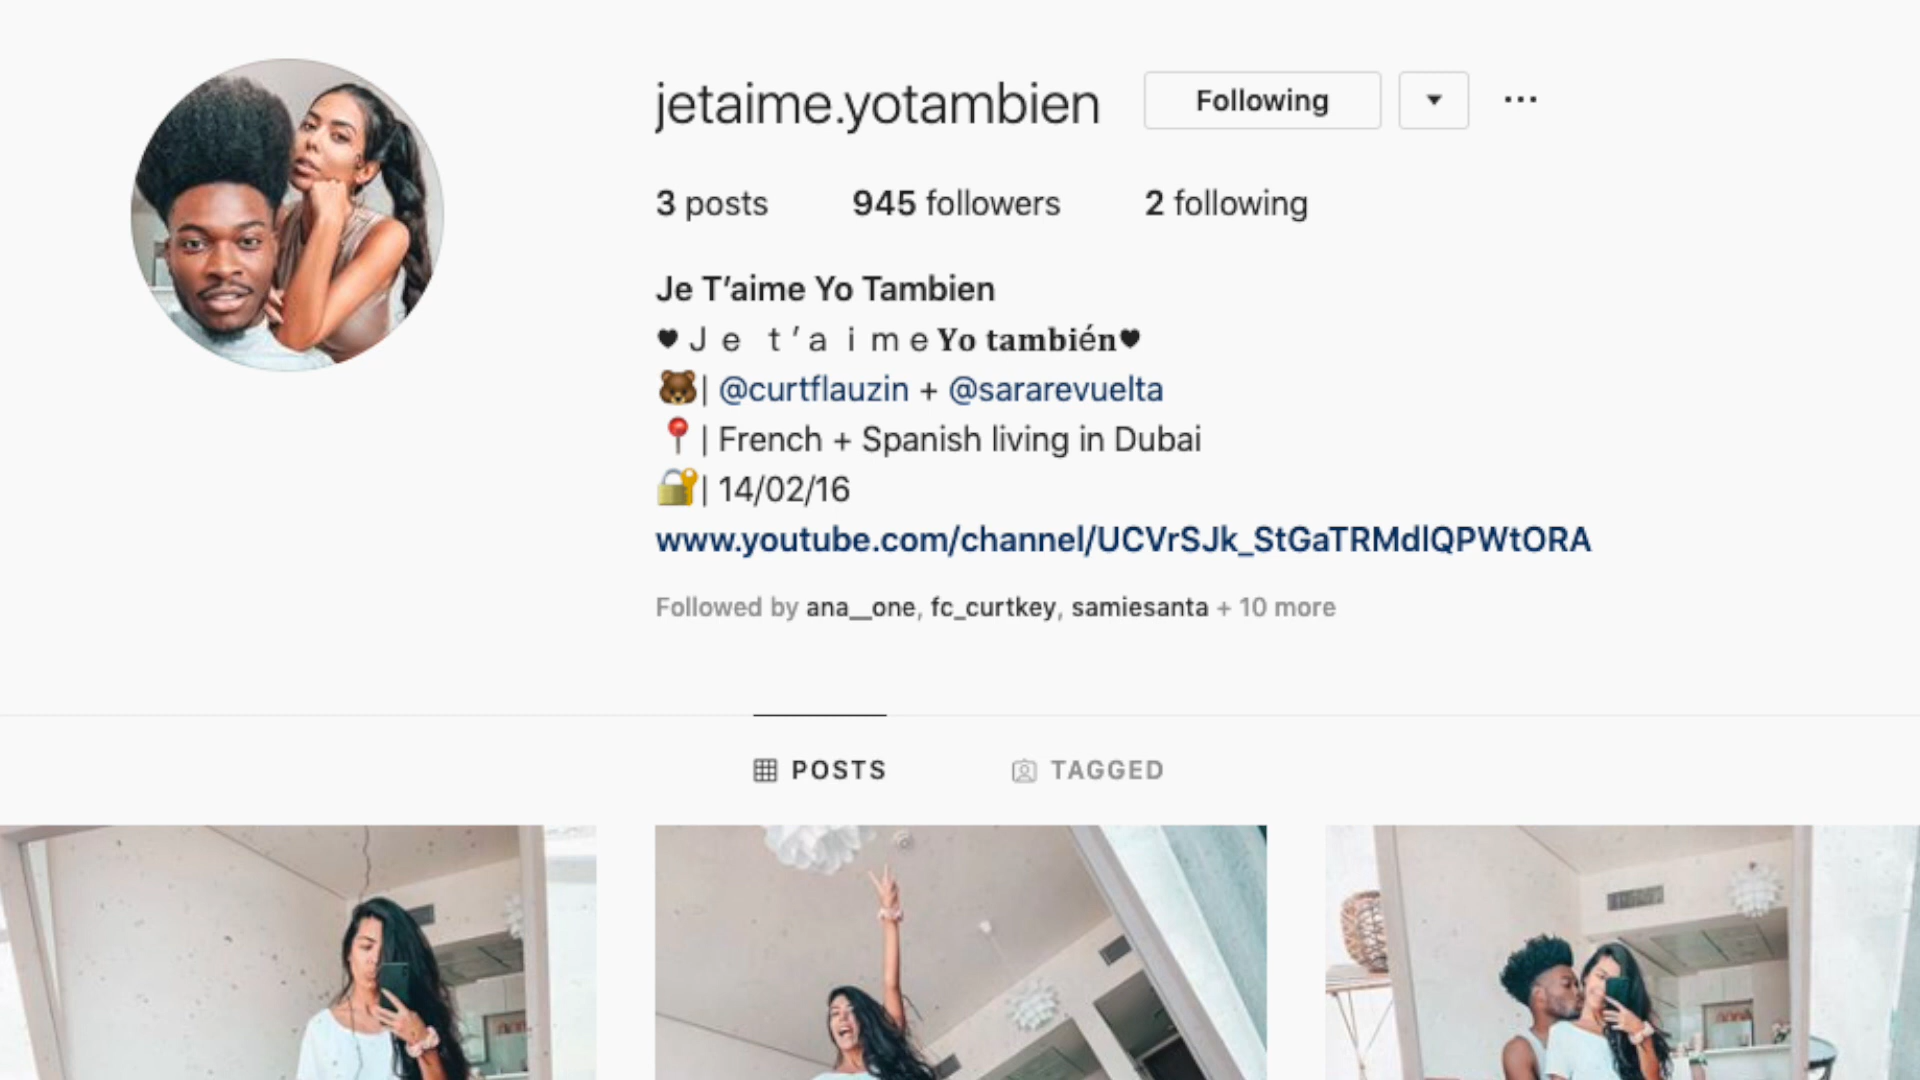 jetaime.yotambien Following
3 posts 945 followers 2 following
Je T’aime Yo Tambien
♥Ｊｅ ｔ’ａｉｍｅ𝐘𝐨 𝐭𝐚𝐦𝐛𝐢é𝐧♥
🐻| @curtflauzin + @sararevuelta
📍| French + Spanish living in Dubai
🔐| 14/02/16
www.youtube.com/channel/UCVrSJk_StGaTRMdlQPWtORA
Followed by ana__one, fc_curtkey, samiesanta + 10 more
POSTS TAGGED